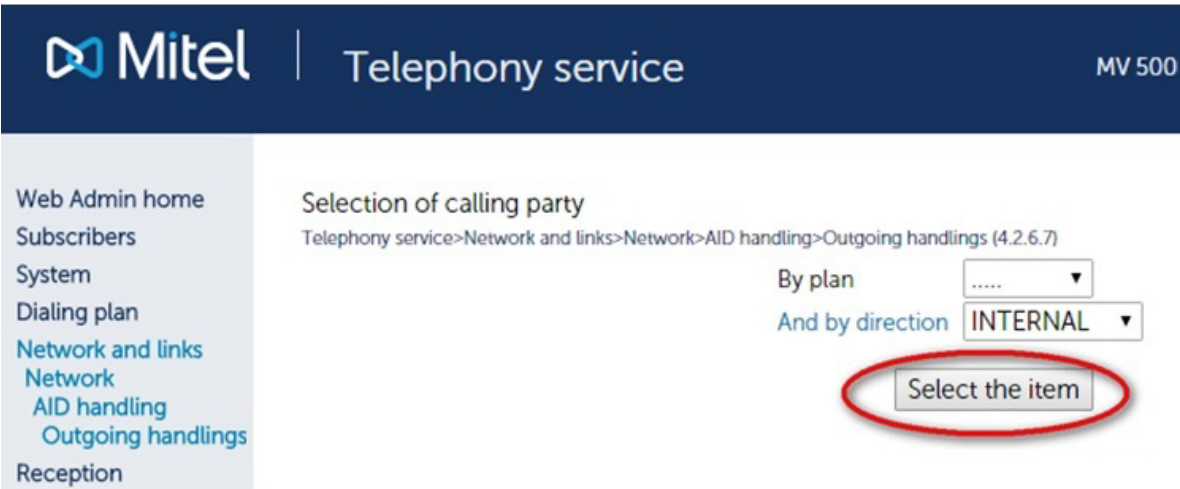 Mitel
Telephony service
MV 500
Web Admin home
Subscribers
System
Dialing plan
Network and links
Network
AID handling
Outgoing handlings
Reception
Selection of calling party
Telephony service>Network and links>Network>AID handling>Outgoing handlings (4.2.6.7)
By plan .....
And by direction INTERNAL
Select the item